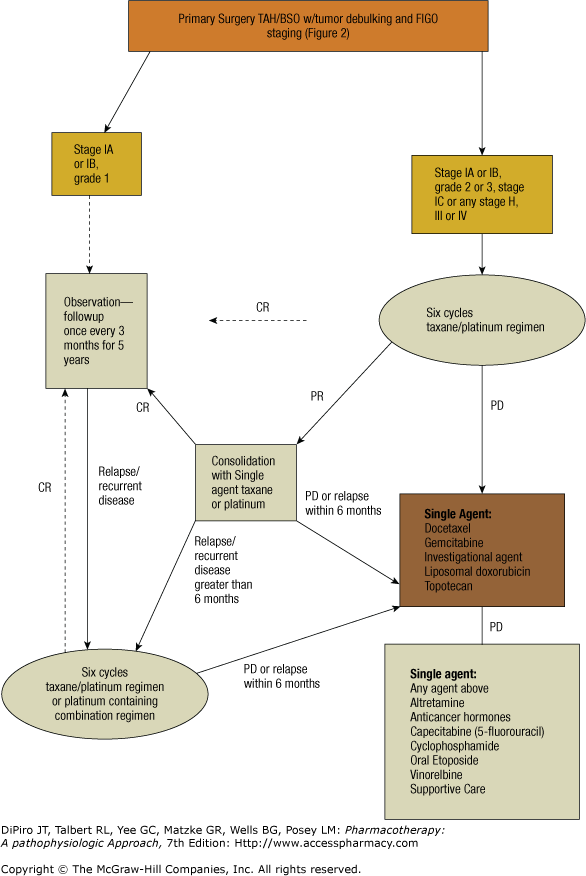 Primary Surgery TAH/BSO w/tumor debulking and FIGO
staging (Figure 2)
Stage IA
or IB,
grade 1
Stage IA or IB,
grade 2 or 3, stage
IC or any stage H,
III or IV
Observation—
followup
once every 3
months for 5
years
CR
Six cycles
taxane/platinum regimen
PR
PD
CR
Consolidation
with Single
agent taxane
or platinum
CR
Relapse/
recurrent
disease
PD or relapse
within 6 months
Relapse/
recurrent
disease
greater than
6 months
Single Agent:
Docetaxel
Gemcitabine
Investigational agent
Liposomal doxorubicin
Topotecan
PD
Six cycles
taxane/platinum regimen
or platinum containing
combination regimen
PD or relapse
within 6 months
Single agent:
Any agent above
Altretamine
Anticancer hormones
Capecitabine (5-fluorouracil)
Cyclophosphamide
Oral Etoposide
Vinorelbine
Supportive Care
DiPiro JT, Talbert RL, Yee GC, Matzke GR, Wells BG, Posey LM: Pharmacotherapy:
A pathophysiologic Approach, 7th Edition: Http://www.accesspharmacy.com
Copyright © The McGraw-Hill Companies, Inc. All rights reserved.